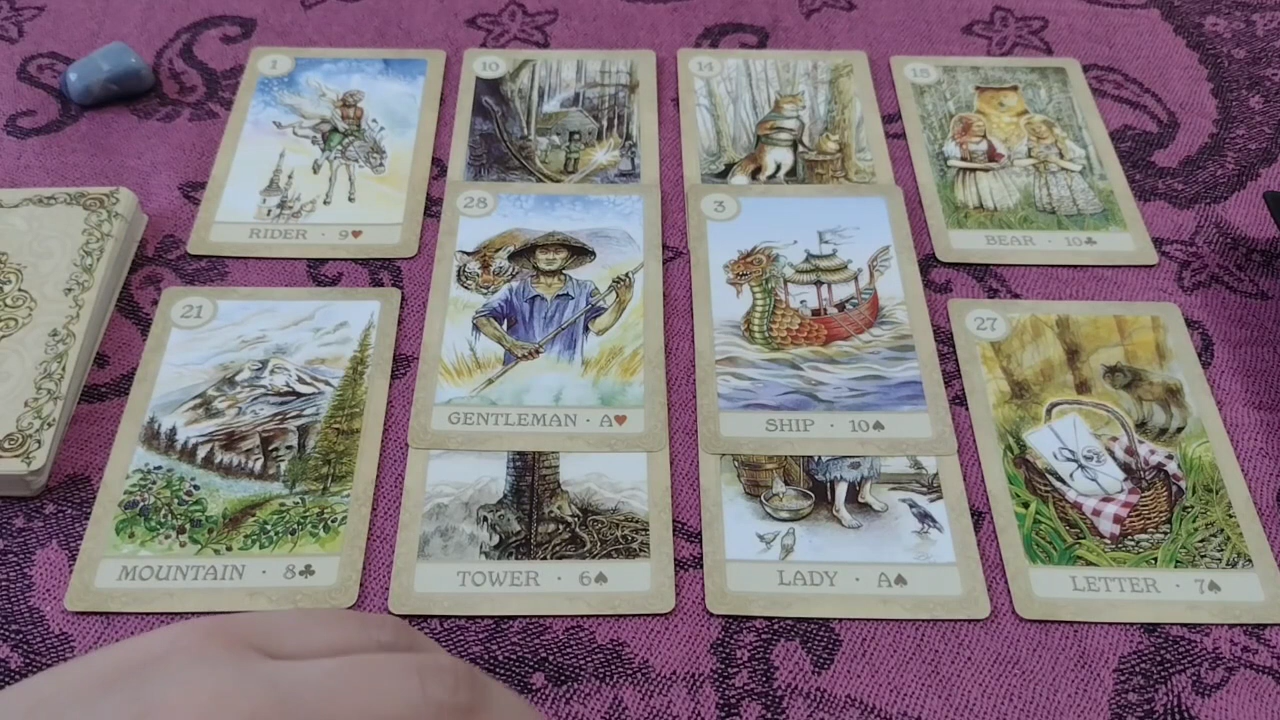 1
RIDER · 9♥
10
14
15
BEAR · 10♣
28
GENTLEMAN · A♥
3
SHIP · 10♠
21
MOUNTAIN · 8♣
TOWER · 6♠
LADY · A♠
27
LETTER · 7♠